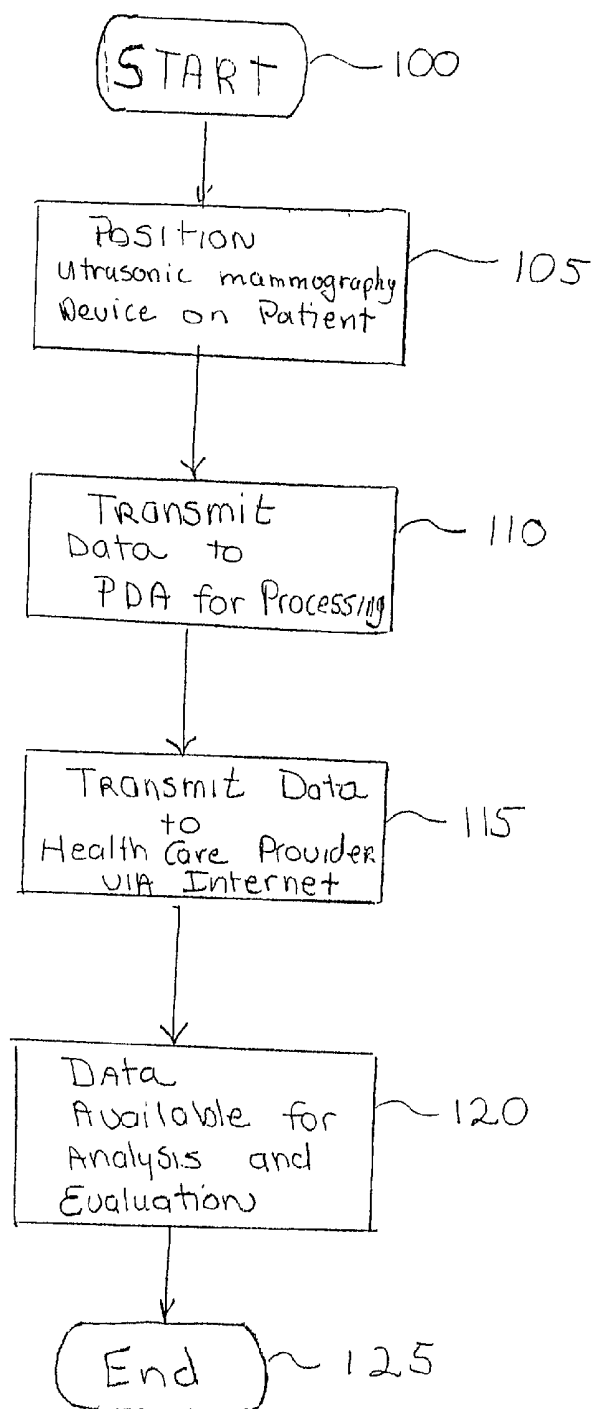 START
100
Position
Utrasonic mammography
Device on Patient
105
Transmit
Data to
PDA for Processing
110
Transmit Data
to
Health Care Provider
VIA Internet
115
Data
Available for
Analysis and
Evaluation
120
End
125